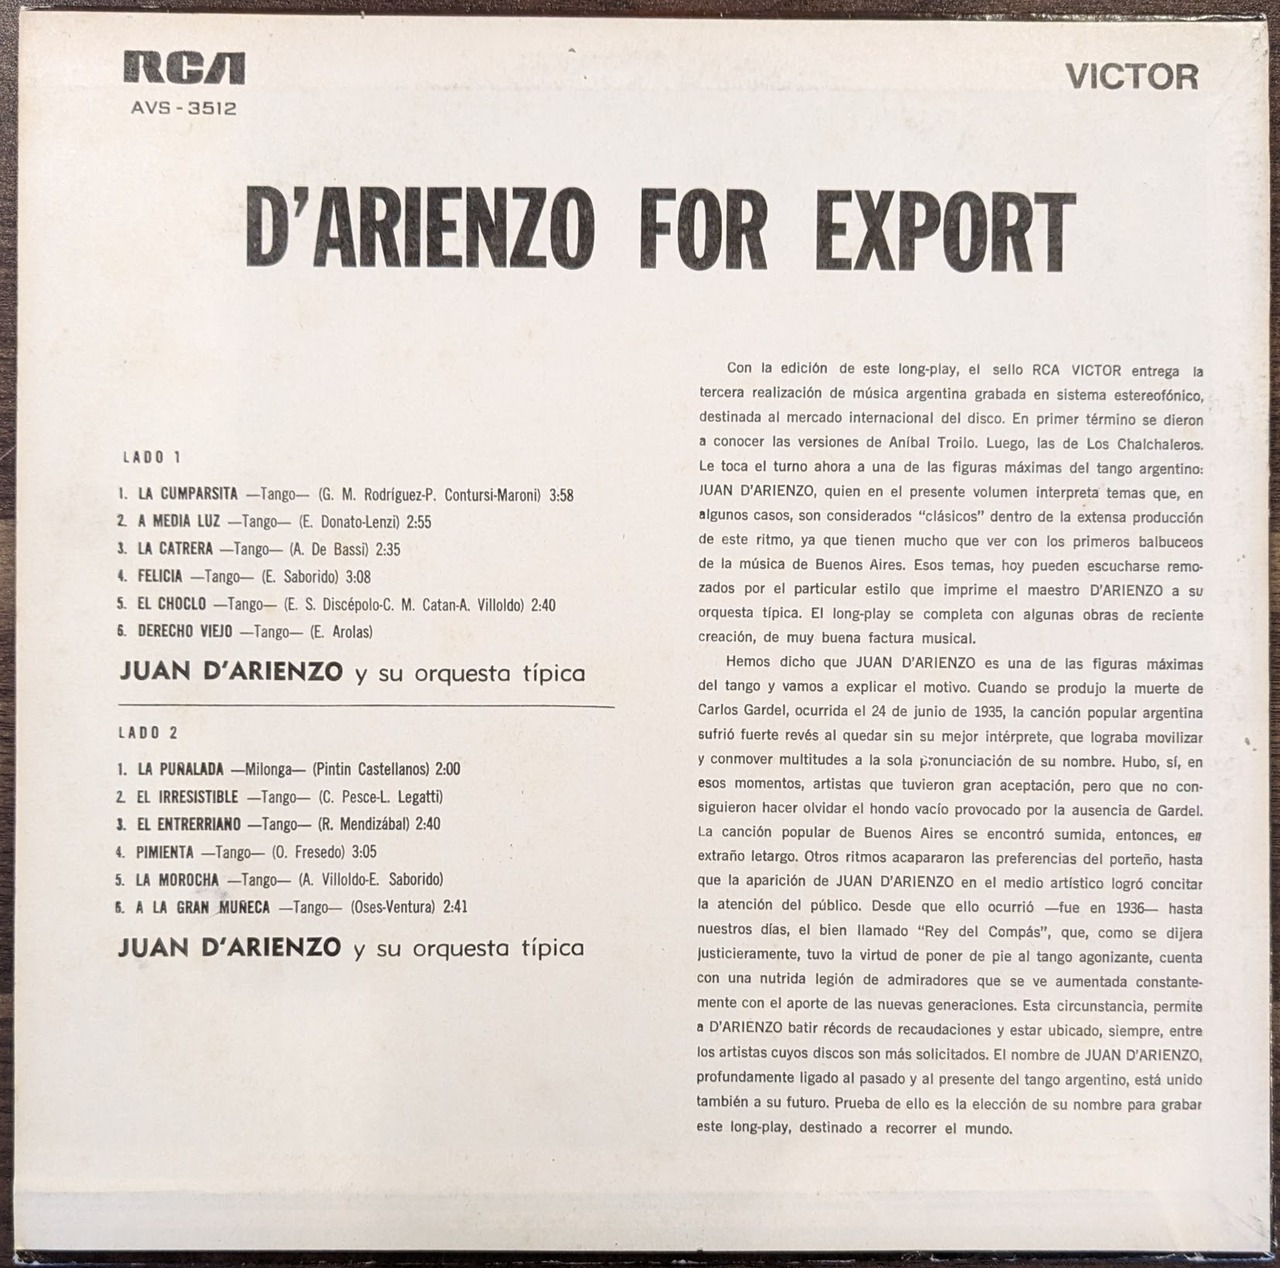 RCA
VICTOR
AVS - 3512
D'ARIENZO FOR EXPORT
LADO 1
1. LA CUMPARSITA —Tango— (G. M. Rodríguez-P. Contursi-Maroni) 3:58
2. A MEDIA LUZ —Tango— (E. Donato-Lenzi) 2:55
3. LA CATRERA —Tango— (A. De Bassi) 2:35
4. FELICIA —Tango— (E. Saborido) 3:08
5. EL CHOCLO —Tango— (E. S. Discépolo-C. M. Catan-A. Villoldo) 2:40
6. DERECHO VIEJO —Tango— (E. Arolas)
JUAN D'ARIENZO y su orquesta típica
LADO 2
1. LA PUÑALADA —Milonga— (Pintin Castellanos) 2:00
2. EL IRRESISTIBLE —Tango— (C. Pesce-L. Legatti)
3. EL ENTRERRIANO —Tango— (R. Mendizábal) 2:40
4. PIMIENTA —Tango— (O. Fresedo) 3:05
5. LA MOROCHA —Tango— (A. Villoldo-E. Saborido)
6. A LA GRAN MUÑECA —Tango— (Oses-Ventura) 2:41
JUAN D'ARIENZO y su orquesta típica
Con la edición de este long-play, el sello RCA VICTOR entrega la
tercera realización de música argentina grabada en sistema estereofónico,
destinada al mercado internacional del disco. En primer término se dieron
a conocer las versiones de Aníbal Troilo. Luego, las de Los Chalchaleros.
Le toca el turno ahora a una de las figuras máximas del tango argentino:
JUAN D'ARIENZO, quien en el presente volumen interpreta temas que, en
algunos casos, son considerados "clásicos" dentro de la extensa producción
de este ritmo, ya que tienen mucho que ver con los primeros balbuceos
de la música de Buenos Aires. Esos temas, hoy pueden escucharse remo-
zados por el particular estilo que imprime el maestro D'ARIENZO a su
orquesta típica. El long-play se completa con algunas obras de reciente
creación, de muy buena factura musical.
Hemos dicho que JUAN D'ARIENZO es una de las figuras máximas
del tango y vamos a explicar el motivo. Cuando se produjo la muerte de
Carlos Gardel, ocurrida el 24 de junio de 1935, la canción popular argentina
sufrió fuerte revés al quedar sin su mejor intérprete, que lograba movilizar
y conmover multitudes a la sola pronunciación de su nombre. Hubo, sí, en
esos momentos, artistas que tuvieron gran aceptación, pero que no con-
siguieron hacer olvidar el hondo vacío provocado por la ausencia de Gardel.
La canción popular de Buenos Aires se encontró sumida, entonces, en
extraño letargo. Otros ritmos acapararon las preferencias del porteño, hasta
que la aparición de JUAN D'ARIENZO en el medio artístico logró concitar
la atención del público. Desde que ello ocurrió —fue en 1936— hasta
nuestros días, el bien llamado "Rey del Compás", que, como se dijera
justicieramente, tuvo la virtud de poner de pie al tango agonizante, cuenta
con una nutrida legión de admiradores que se ve aumentada constante-
mente con el aporte de las nuevas generaciones. Esta circunstancia, permite
a D'ARIENZO batir récords de recaudaciones y estar ubicado, siempre, entre
los artistas cuyos discos son más solicitados. El nombre de JUAN D'ARIENZO,
profundamente ligado al pasado y al presente del tango argentino, está unido
también a su futuro. Prueba de ello es la elección de su nombre para grabar
este long-play, destinado a recorrer el mundo.